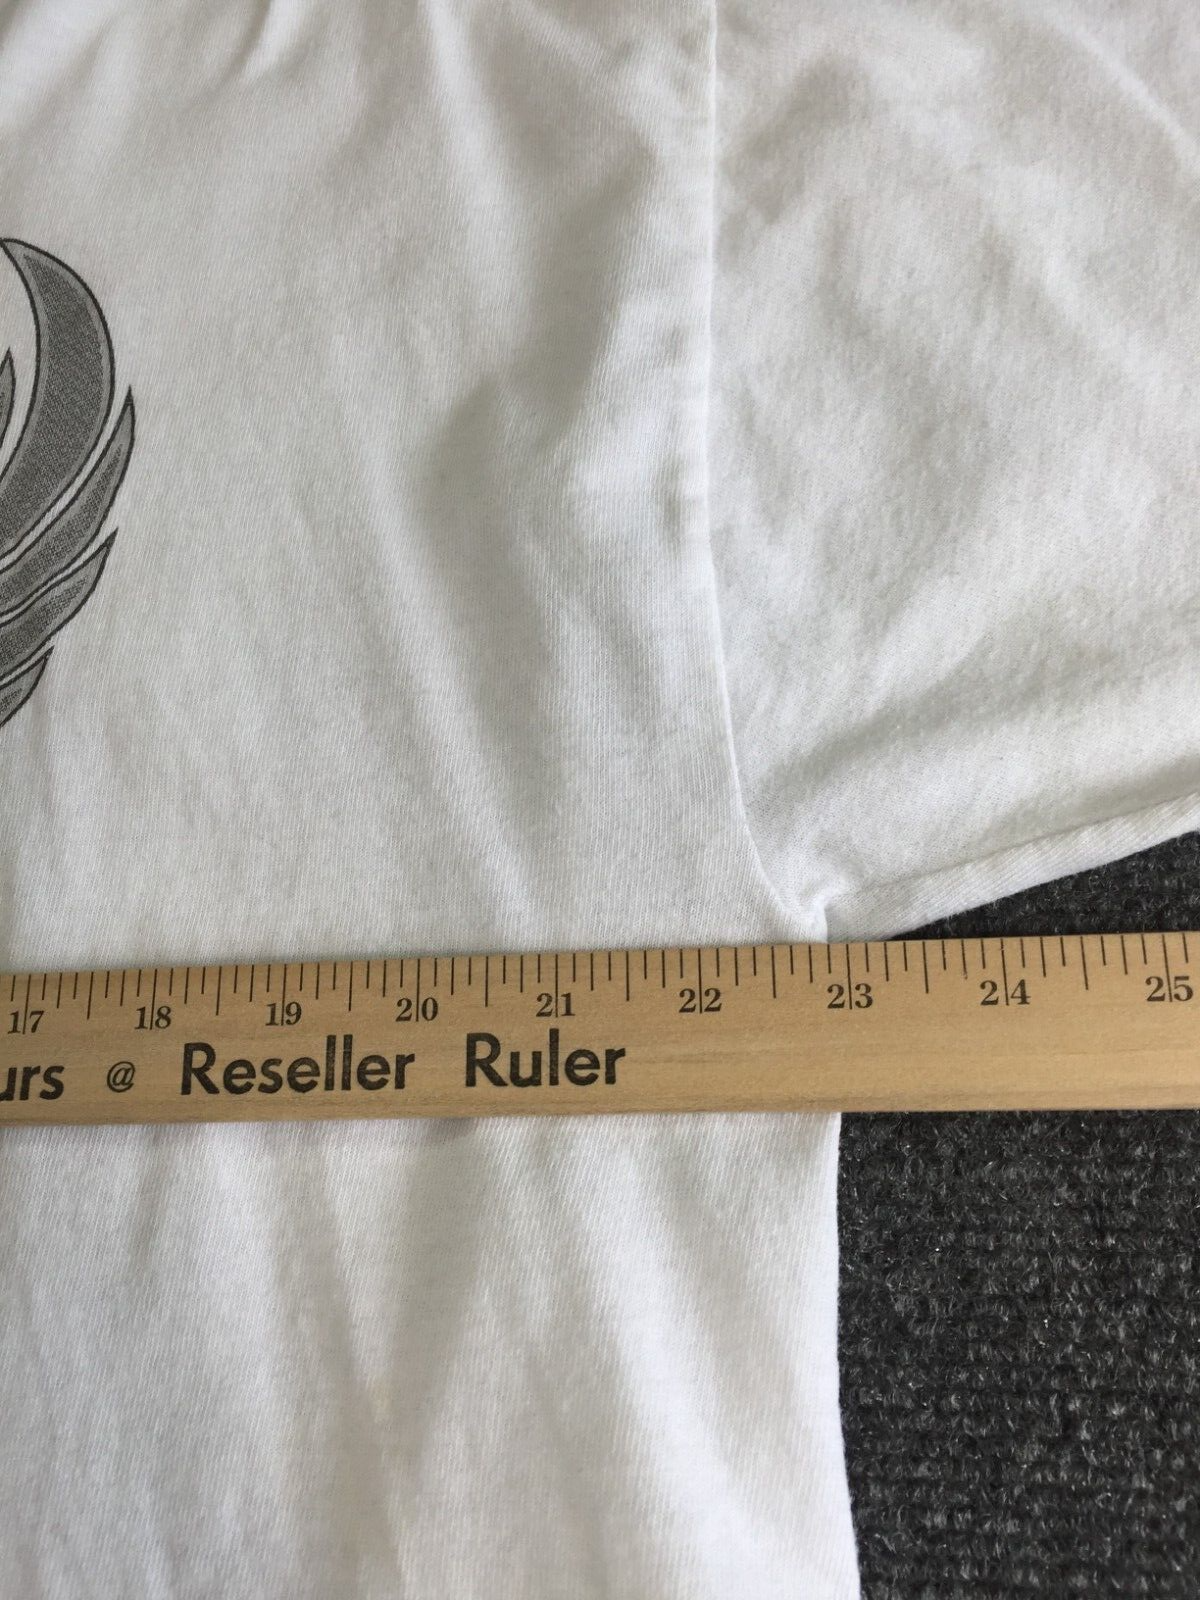 17 18 19 20 21 22 23 24 25
urs @ Reseller Ruler